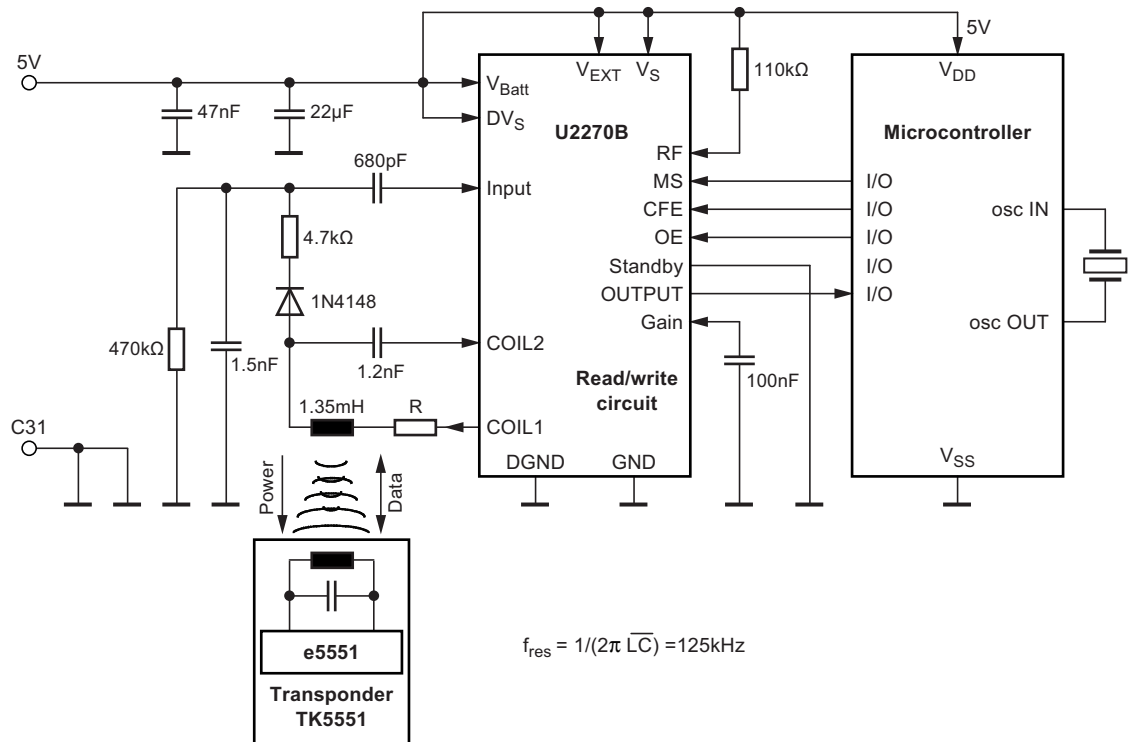 5V
5V
V_EXT V_S
V_DD
110kΩ
V_Batt
47nF
22µF
DV_S
U2270B
Microcontroller
680pF
RF
Input
MS
I/O
CFE
I/O
osc IN
4.7kΩ
OE
I/O
Standby
I/O
1N4148
OUTPUT
I/O
Gain
osc OUT
470kΩ
1.5nF
COIL2
1.2nF
100nF
Read/write
circuit
1.35mH
R
C31
COIL1
DGND
GND
V_SS
Power
Data
e5551
f_res = 1/(2π L̅C̅) =125kHz
Transponder
TK5551